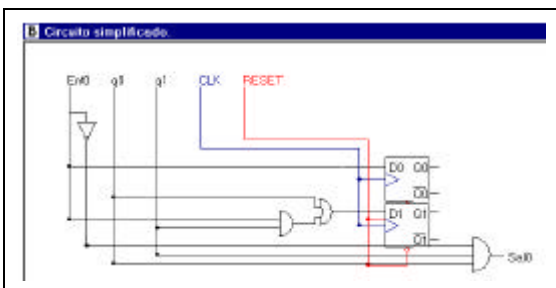 B Circuito simplificado.
Ent0 q0 q1 CLK RESET
D0 Q0
Q0
D1 Q1
Q1
Sal0